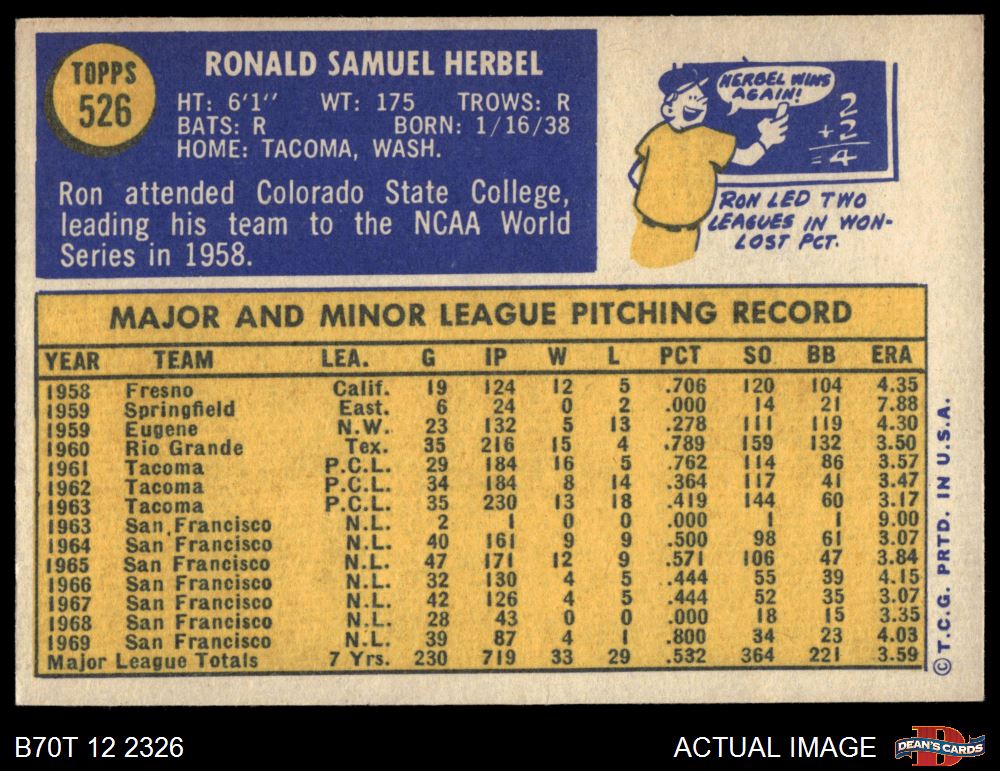 TOPPS
526
RONALD SAMUEL HERBEL
HT: 6'1'' WT: 175 TROWS: R
BATS: R BORN: 1/16/38
HOME: TACOMA, WASH.
Ron attended Colorado State College,
leading his team to the NCAA World
Series in 1958.
HERBEL WINS
AGAIN!
2
+2
=4
RON LED TWO
LEAGUES IN WON-
LOST PCT.
MAJOR AND MINOR LEAGUE PITCHING RECORD
YEAR TEAM LEA. G IP W L PCT SO BB ERA
1958 Fresno Calif. 19 124 12 5 .706 120 104 4.35
1959 Springfield East. 6 24 0 2 .000 14 21 7.88
1959 Eugene N.W. 23 132 5 13 .278 111 119 4.30
1960 Rio Grande Tex. 35 216 15 4 .789 159 132 3.50
1961 Tacoma P.C.L. 29 184 16 5 .762 114 86 3.57
1962 Tacoma P.C.L. 34 184 8 14 .364 117 41 3.47
1963 Tacoma P.C.L. 35 230 13 18 .419 144 60 3.17
1963 San Francisco N.L. 2 1 0 0 .000 1 1 9.00
1964 San Francisco N.L. 40 161 9 9 .500 98 61 3.07
1965 San Francisco N.L. 47 171 12 9 .571 106 47 3.84
1966 San Francisco N.L. 32 130 4 5 .444 55 39 4.15
1967 San Francisco N.L. 42 126 4 5 .444 52 35 3.07
1968 San Francisco N.L. 28 43 0 0 .000 18 15 3.35
1969 San Francisco N.L. 39 87 4 1 .800 34 23 4.03
Major League Totals 7 Yrs. 230 719 33 29 .532 364 221 3.59
© T.C.G. PRTD. IN U.S.A.
B70T 12 2326
ACTUAL IMAGE
DEAN'S CARDS